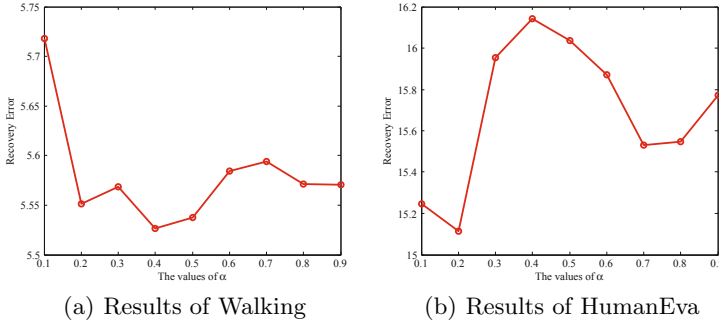 5.75
5.7
5.65
5.6
5.55
5.5
Recovery Error
0.1 0.2 0.3 0.4 0.5 0.6 0.7 0.8 0.9
The values of α
(a) Results of Walking
16.2
16
15.8
15.6
15.4
15.2
15
Recovery Error
0.1 0.2 0.3 0.4 0.5 0.6 0.7 0.8 0.
The values of α
(b) Results of HumanEva